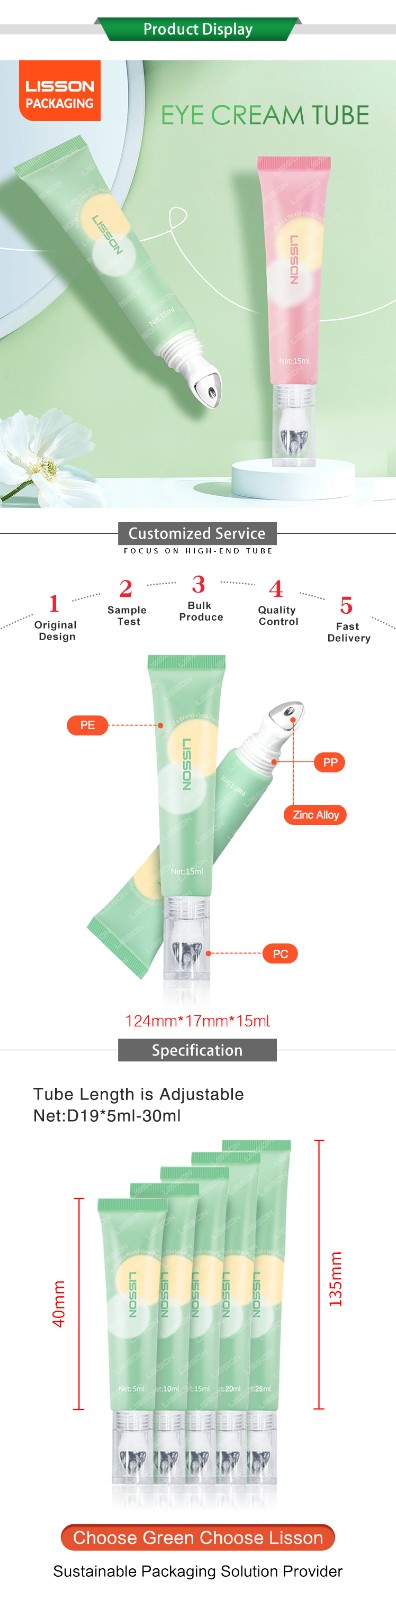 Product Display
LISSON
PACKAGING
EYE CREAM TUBE
LISSON
Net:15ml
LISSON
Net:15ml
Customized Service
FOCUS ON HIGH-END TUBE
1
Original
Design
2
Sample
Test
3
Bulk
Produce
4
Quality
Control
5
Fast
Delivery
PE
LISSON
Net:15ml
PP
Zinc Alloy
PC
124mm*17mm*15ml
Specification
Tube Length is Adjustable
Net:D19*5ml-30ml
40mm
135mm
LISSON
LISSON
LISSON
LISSON
LISSON
Net:5ml
Net:10ml
Net:15ml
Net:20ml
Net:25ml
Choose Green Choose Lisson
Sustainable Packaging Solution Provider